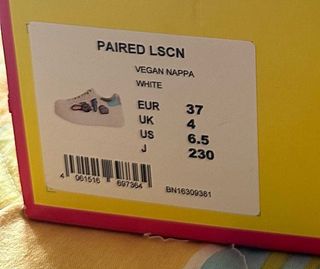 PAIRED LSCN
VEGAN NAPPA
WHITE
EUR 37
UK 4
US 6.5
J 230
4 061516 697364
BN16309361